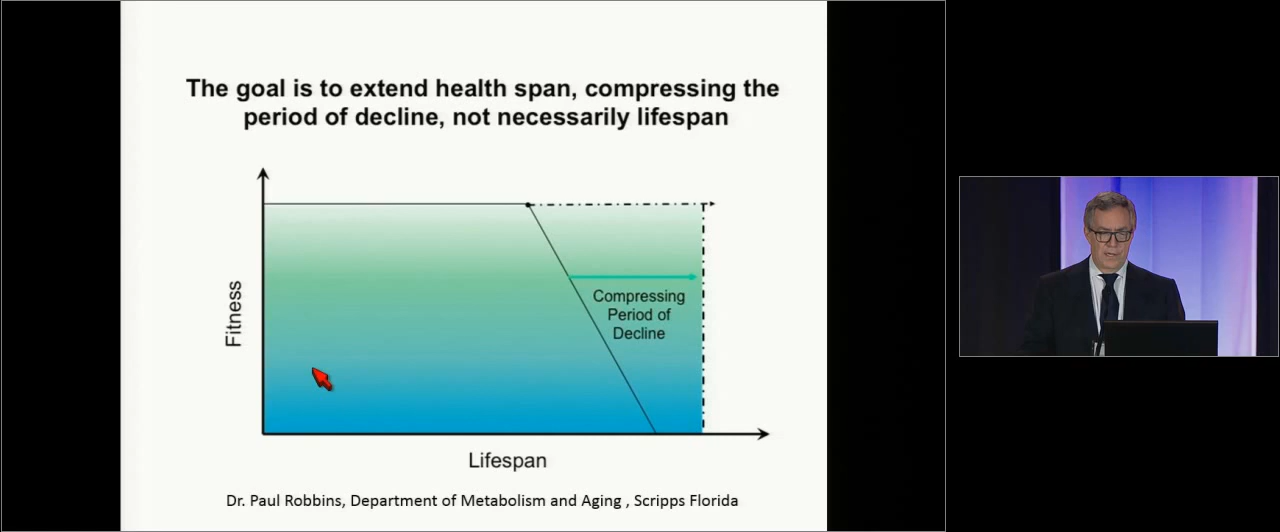 The goal is to extend health span, compressing the
period of decline, not necessarily lifespan
Fitness
Compressing
Period of
Decline
Lifespan
Dr. Paul Robbins, Department of Metabolism and Aging , Scripps Florida